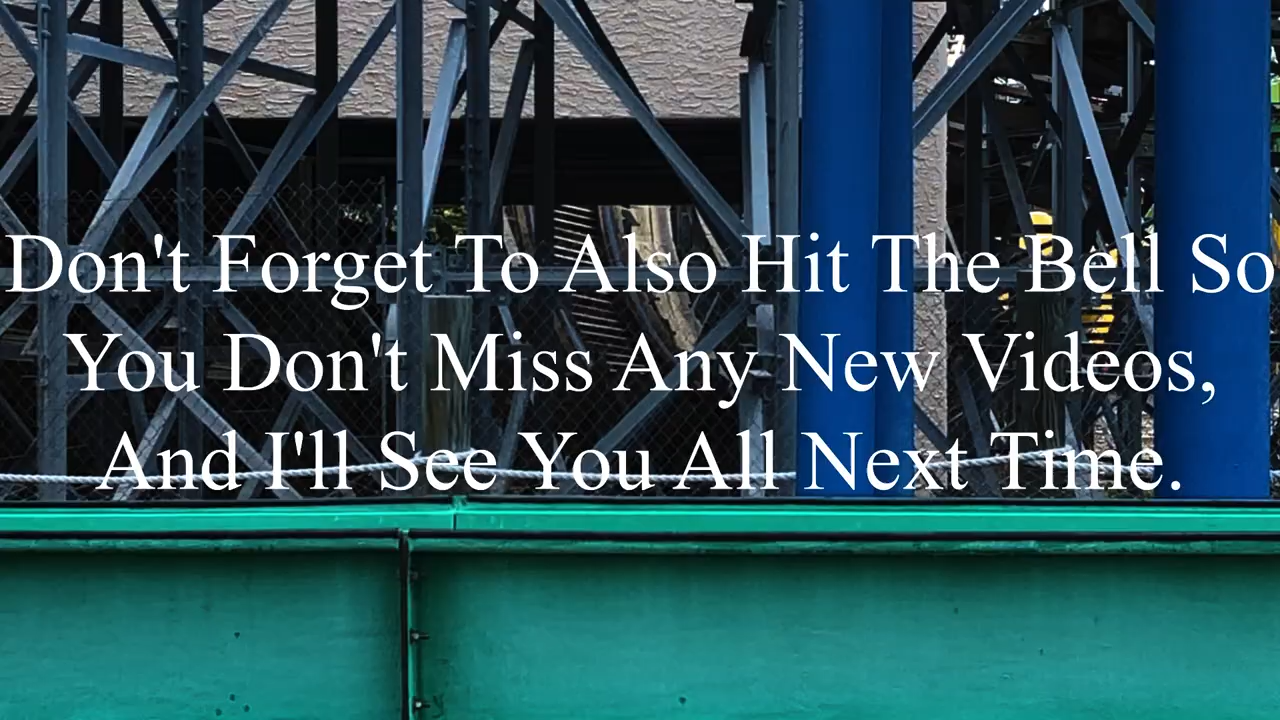 Don't Forget To Also Hit The Bell So
You Don't Miss Any New Videos,
And I'll See You All Next Time.